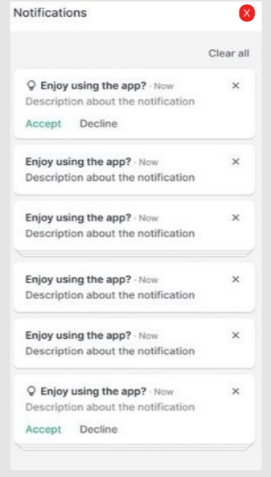 Notifications X
Clear all
Enjoy using the app? · Now
Description about the notification
Accept Decline
Enjoy using the app? · Now
Description about the notification
Enjoy using the app? · Now
Description about the notification
Enjoy using the app? · Now
Description about the notification
Enjoy using the app? · Now
Description about the notification
Enjoy using the app? · Now
Description about the notification
Accept Decline